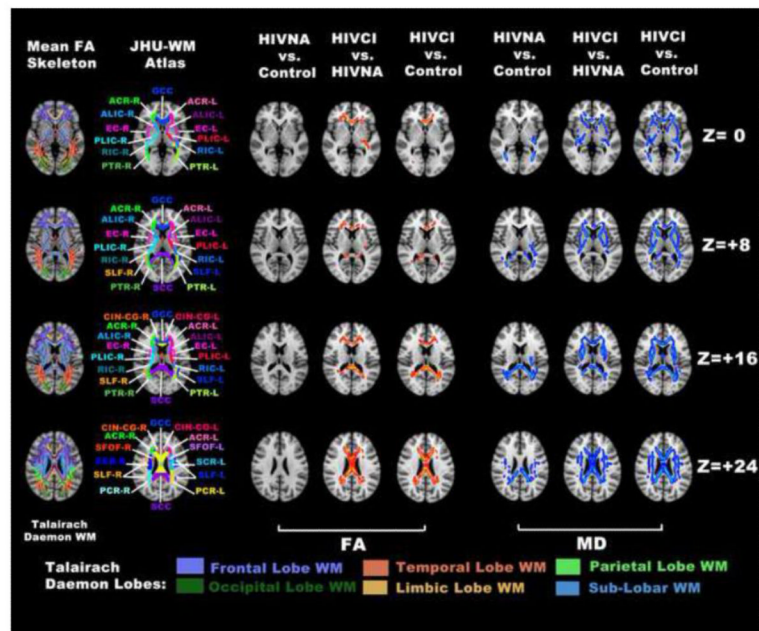 Mean FA Skeleton
JHU-WM Atlas
HIVNA vs. Control
HIVCI vs. HIVNA
HIVCI vs. Control
HIVNA vs. Control
HIVCI vs. HIVNA
HIVCI vs. Control
GCC
ACR-R ACR-L
ALIC-R ALIC-L
EC-R EC-L
PLIC-R PLIC-L
RIC-R RIC-L
PTR-R PTR-L
Z= 0
GCC
ACR-R ACR-L
ALIC-R ALIC-L
EC-R EC-L
PLIC-R PLIC-L
RIC-R RIC-L
SLF-R SLF-L
PTR-R PTR-L
SCC
Z=+8
CIN-CG-R GCC CIN-CG-L
ACR-R ACR-L
ALIC-R ALIC-L
EC-R EC-L
PLIC-R PLIC-L
RIC-R RIC-L
SLF-R SLF-L
PTR-R PTR-L
SCC
Z=+16
CIN-CG-R GCC CIN-CG-L
ACR-R ACR-L
SFOF-R SFOF-L
SCR-L
SLF-R SLF-L
PCR-R PCR-L
SCC
Z=+24
Talairach
Daemon WM
FA
MD
Talairach
Daemon Lobes:
Frontal Lobe WM Temporal Lobe WM Parietal Lobe WM
Occipital Lobe WM Limbic Lobe WM Sub-Lobar WM